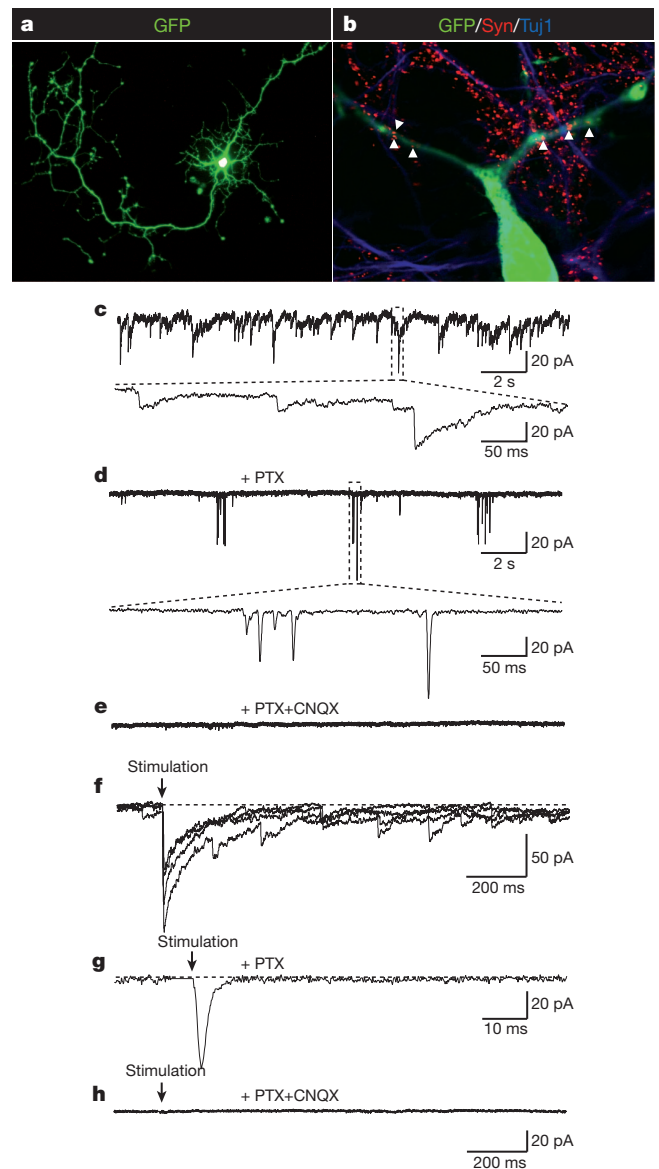 a GFP
b GFP/Syn/Tuj1
c
20 pA
2 s
20 pA
50 ms
d + PTX
20 pA
2 s
20 pA
50 ms
e + PTX+CNQX
Stimulation
f
50 pA
200 ms
Stimulation
g + PTX
20 pA
10 ms
Stimulation
h + PTX+CNQX
20 pA
200 ms